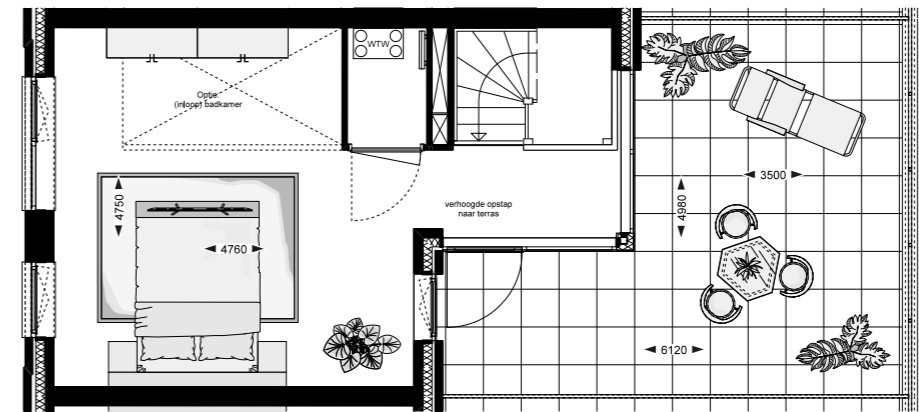 WTW
Optie:
(inloop) badkamer
◄ 3500 ►
◄ 4750 ►
◄ 4980 ►
verhoogde opstap
naar terras
◄ 4760 ►
◄ 6120 ►